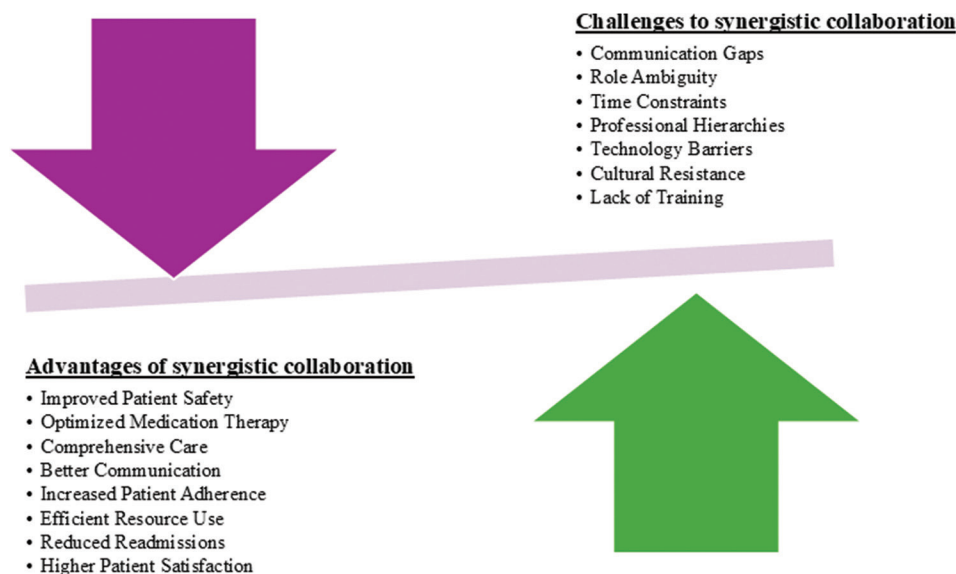 Challenges to synergistic collaboration
• Communication Gaps
• Role Ambiguity
• Time Constraints
• Professional Hierarchies
• Technology Barriers
• Cultural Resistance
• Lack of Training
Advantages of synergistic collaboration
• Improved Patient Safety
• Optimized Medication Therapy
• Comprehensive Care
• Better Communication
• Increased Patient Adherence
• Efficient Resource Use
• Reduced Readmissions
• Higher Patient Satisfaction